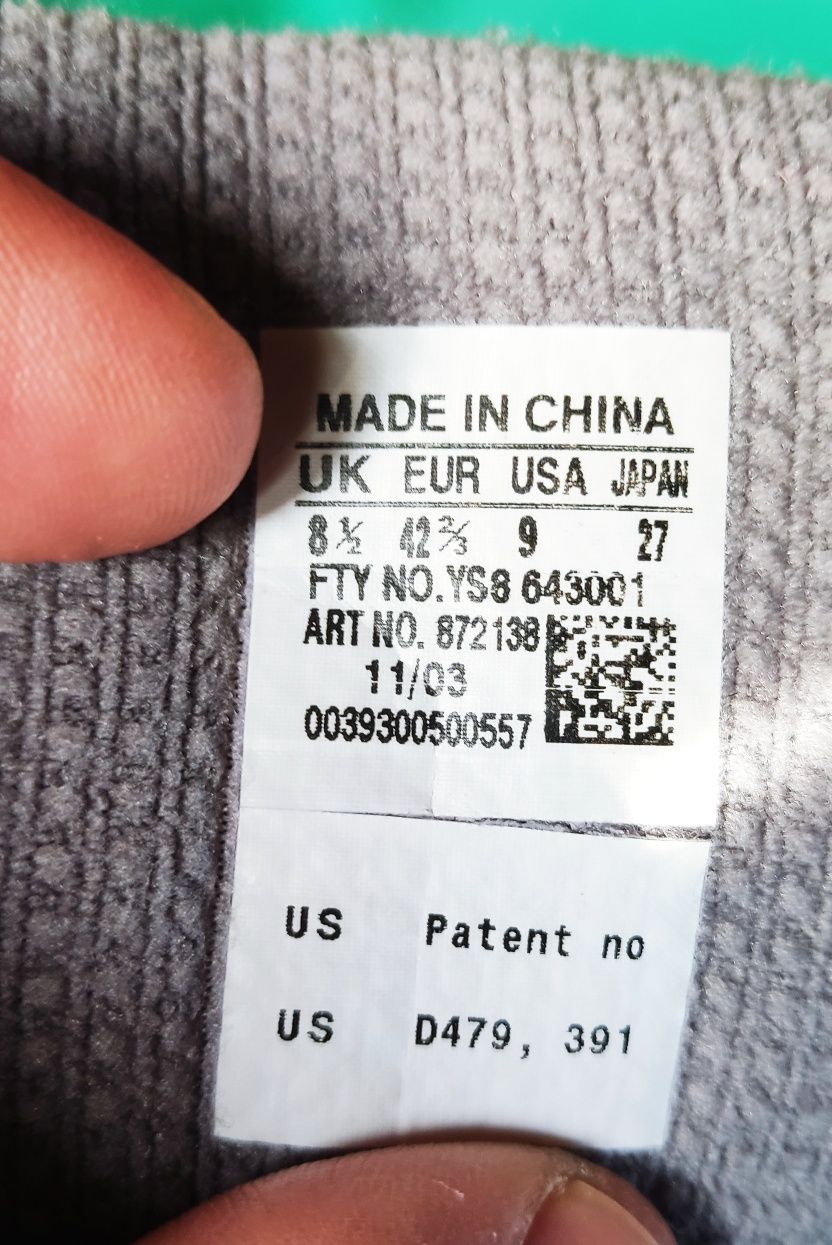 MADE IN CHINA
UK EUR USA JAPAN
8½ 42⅔ 9 27
FTY NO.YS8 643001
ART NO. 872138
11/03
0039300500557
US Patent no
US D479, 391